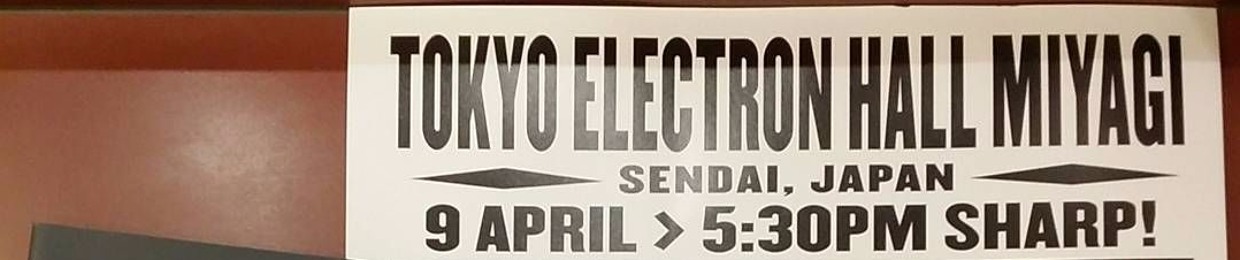 TOKYO ELECTRON HALL MIYAGI
SENDAI, JAPAN
9 APRIL > 5:30PM SHARP!